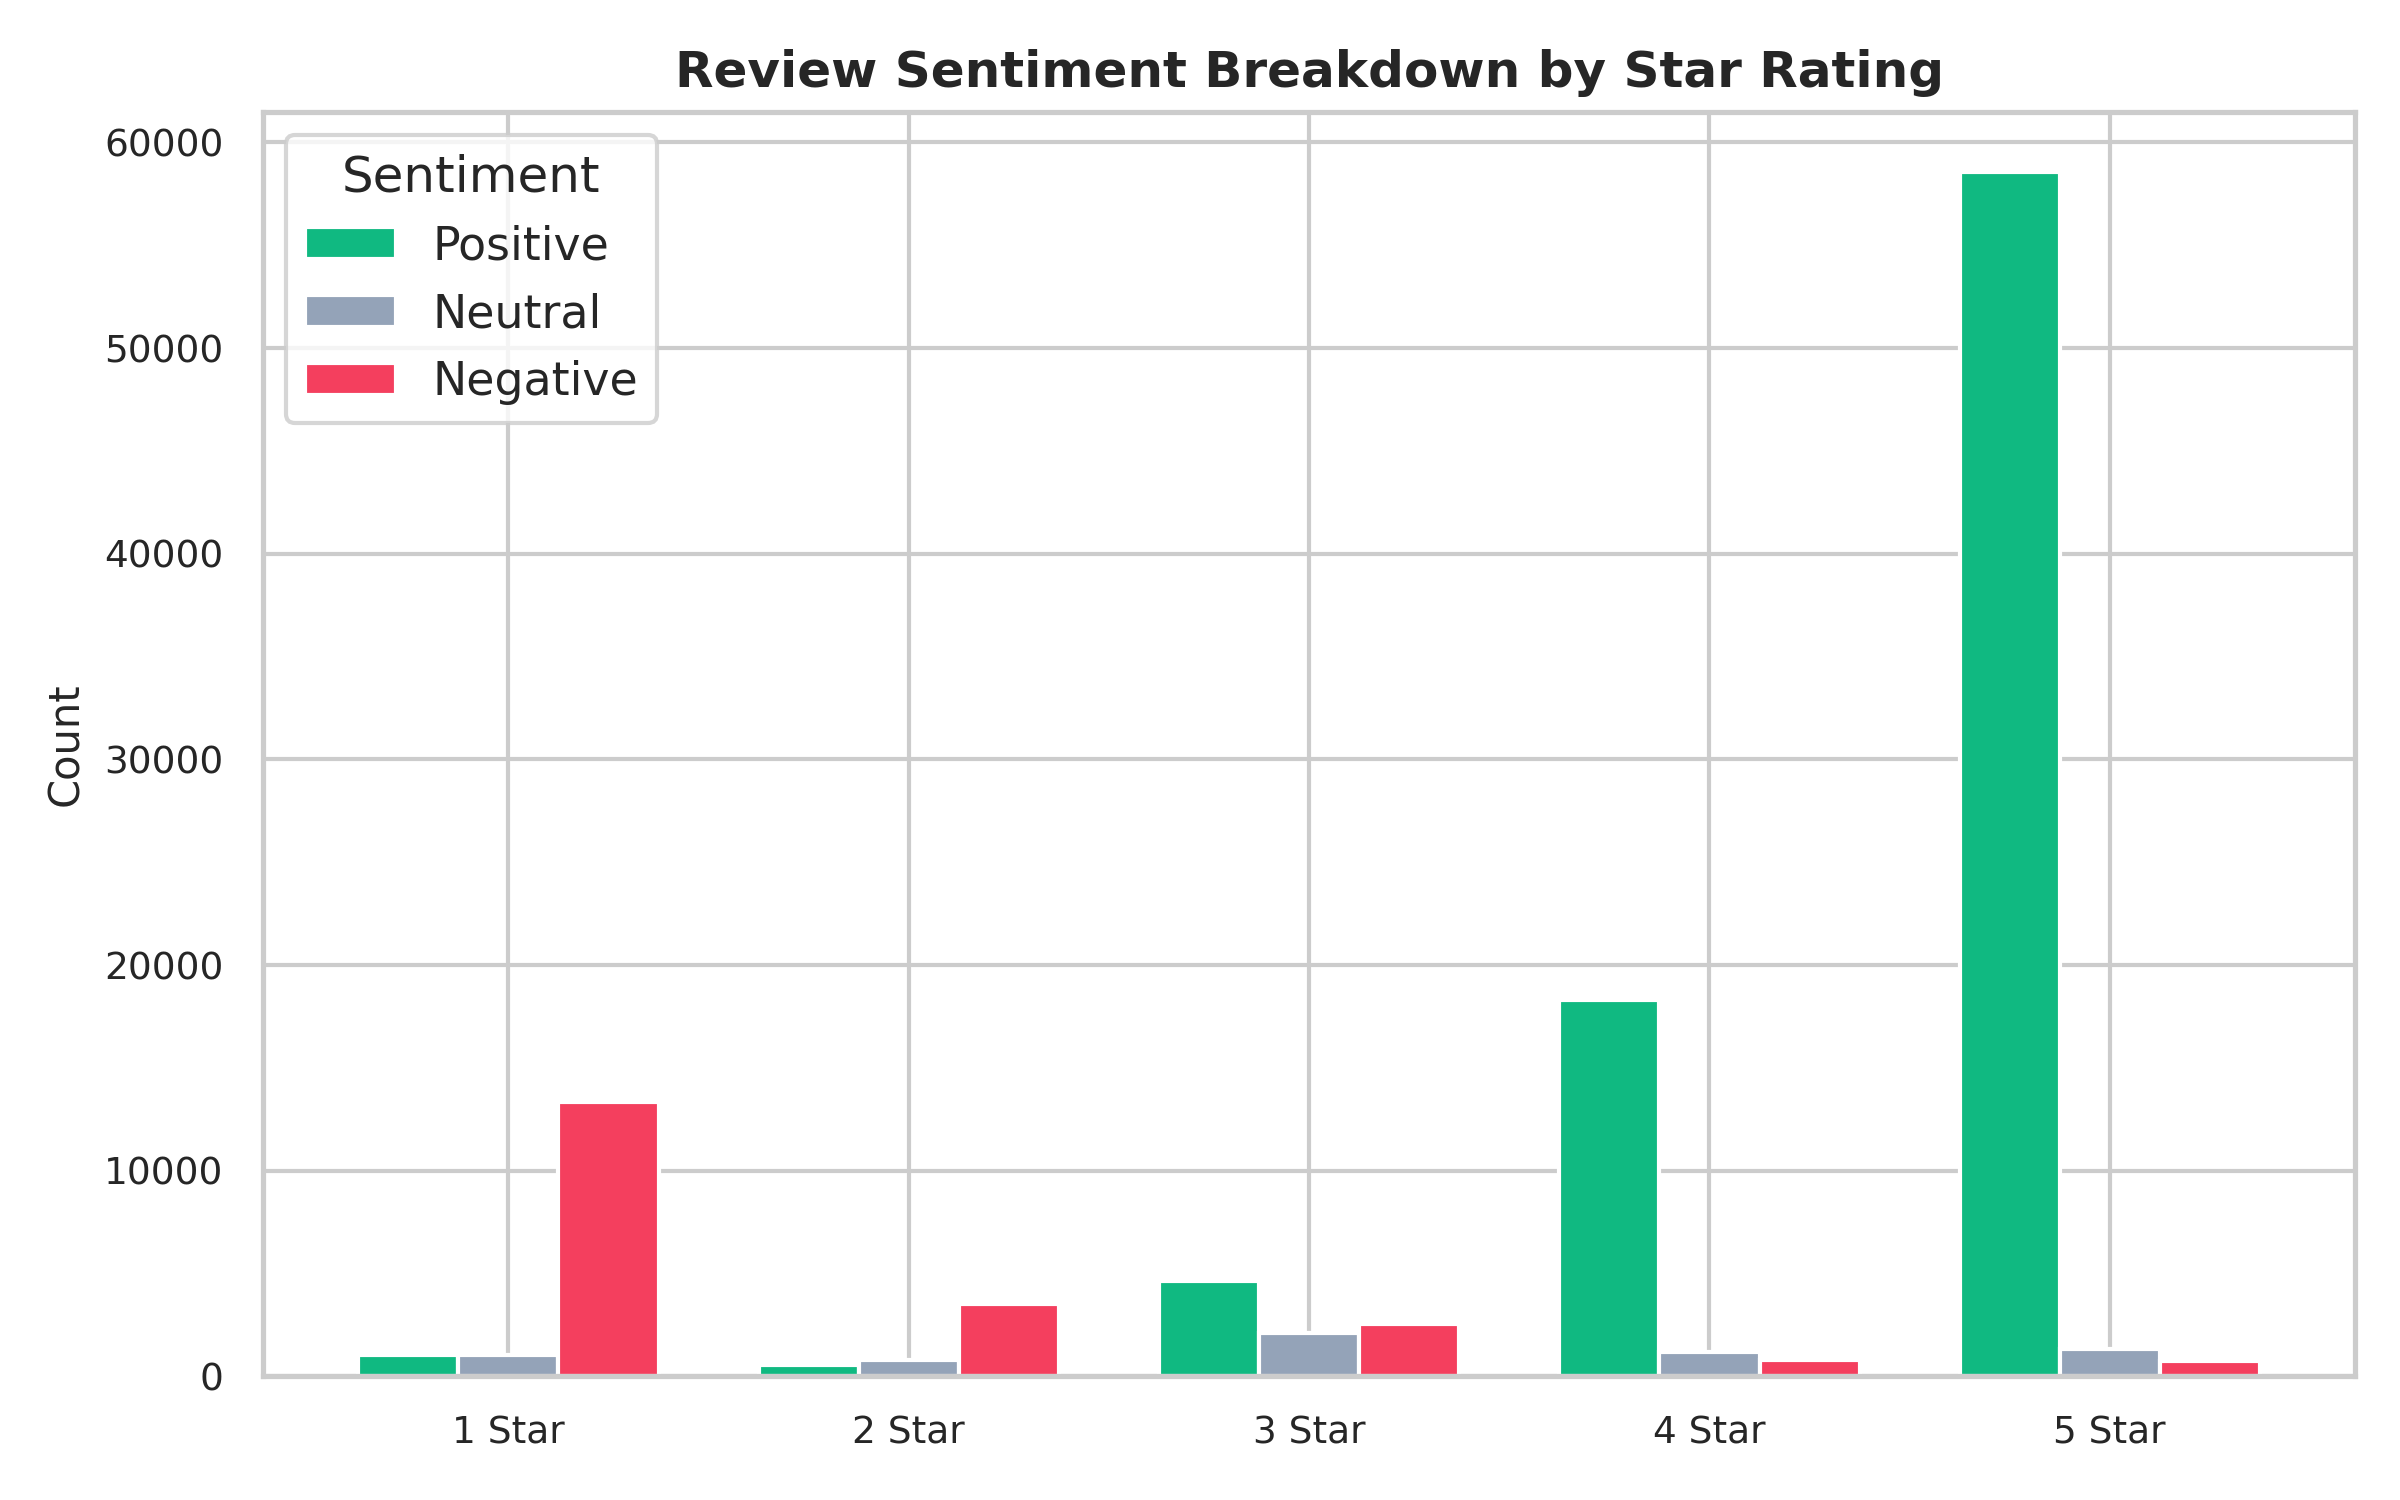 Review Sentiment Breakdown by Star Rating
Sentiment
Positive
Neutral
Negative
Count
60000
50000
40000
30000
20000
10000
0
1 Star
2 Star
3 Star
4 Star
5 Star